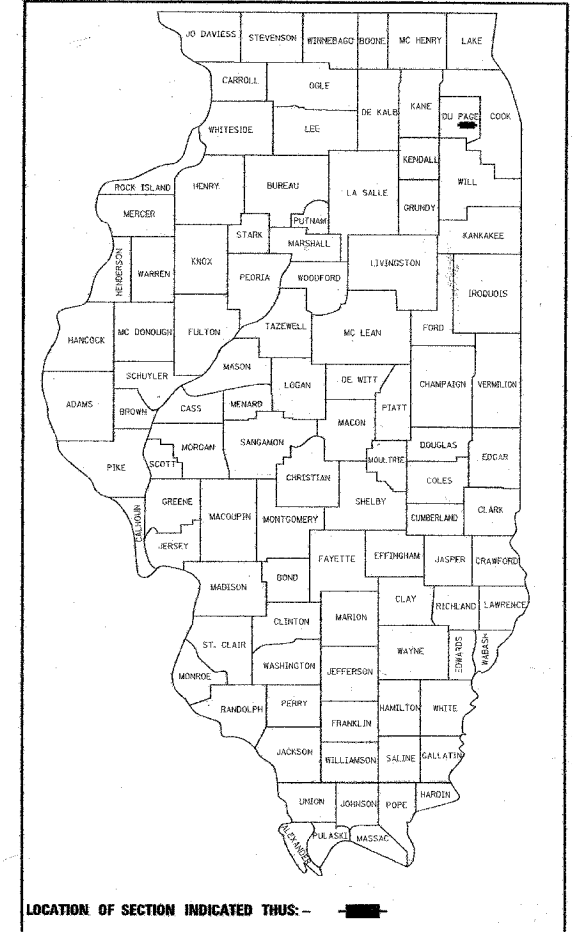 JO DAVIESS STEVENSON WINNEBAGO BOONE MC HENRY LAKE
CARROLL OGLE
DE KALB KANE DU PAGE COOK
WHITESIDE LEE
KENDALL WILL
ROCK ISLAND HENRY BUREAU LA SALLE
MERCER PUTNAM GRUNDY
STARK MARSHALL KANKAKEE
HENDERSON WARREN KNOX PEORIA WOODFORD LIVINGSTON IROQUOIS
HANCOCK MC DONOUGH FULTON TAZEWELL MC LEAN FORD
SCHUYLER MASON LOGAN DE WITT CHAMPAIGN VERMILION
ADAMS BROWN CASS MENARD PIATT
MACON
MORGAN SANGAMON DOUGLAS EDGAR
PIKE SCOTT MOULTRIE
CHRISTIAN COLES
GREENE MACOUPIN SHELBY CLARK
CALHOUN MONTGOMERY CUMBERLAND
JERSEY FAYETTE EFFINGHAM JASPER CRAWFORD
MADISON BOND
CLAY RICHLAND LAWRENCE
CLINTON MARION
ST. CLAIR WAYNE EDWARDS WABASH
WASHINGTON JEFFERSON
MONROE
RANDOLPH PERRY HAMILTON WHITE
FRANKLIN
JACKSON WILLIAMSON SALINE GALLATIN
HARDIN
UNION JOHNSON POPE
ALEXANDER PULASKI MASSAC
LOCATION OF SECTION INDICATED THUS: –